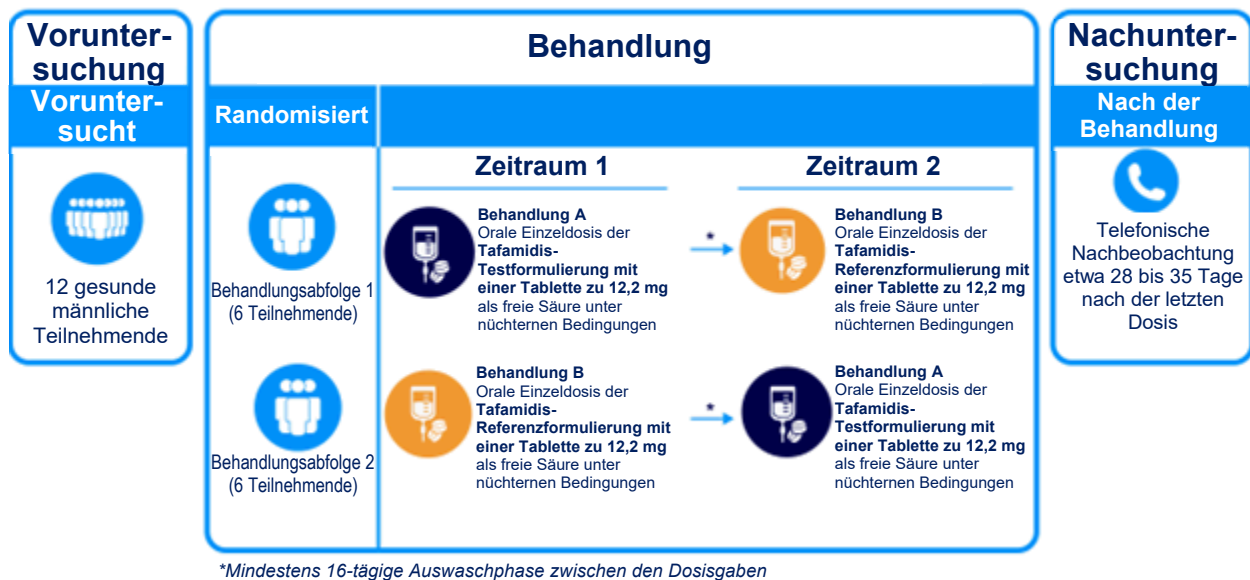 Vorunter-
suchung
Vorunter-
sucht
12 gesunde
männliche
Teilnehmende
Behandlung
Randomisiert
Behandlungsabfolge 1
(6 Teilnehmende)
Behandlungsabfolge 2
(6 Teilnehmende)
Zeitraum 1
Behandlung A
Orale Einzeldosis der
Tafamidis-
Testformulierung mit
einer Tablette zu 12,2 mg
als freie Säure unter
nüchternen Bedingungen
*
Zeitraum 2
Behandlung B
Orale Einzeldosis der
Tafamidis-
Referenzformulierung mit
einer Tablette zu 12,2 mg
als freie Säure unter
nüchternen Bedingungen
Behandlung B
Orale Einzeldosis der
Tafamidis-
Referenzformulierung mit
einer Tablette zu 12,2 mg
als freie Säure unter
nüchternen Bedingungen
*
Behandlung A
Orale Einzeldosis der
Tafamidis-
Testformulierung mit
einer Tablette zu 12,2 mg
als freie Säure unter
nüchternen Bedingungen
Nachunter-
suchung
Nach der
Behandlung
Telefonische
Nachbeobachtung
etwa 28 bis 35 Tage
nach der letzten
Dosis
*Mindestens 16-tägige Auswaschphase zwischen den Dosisgaben